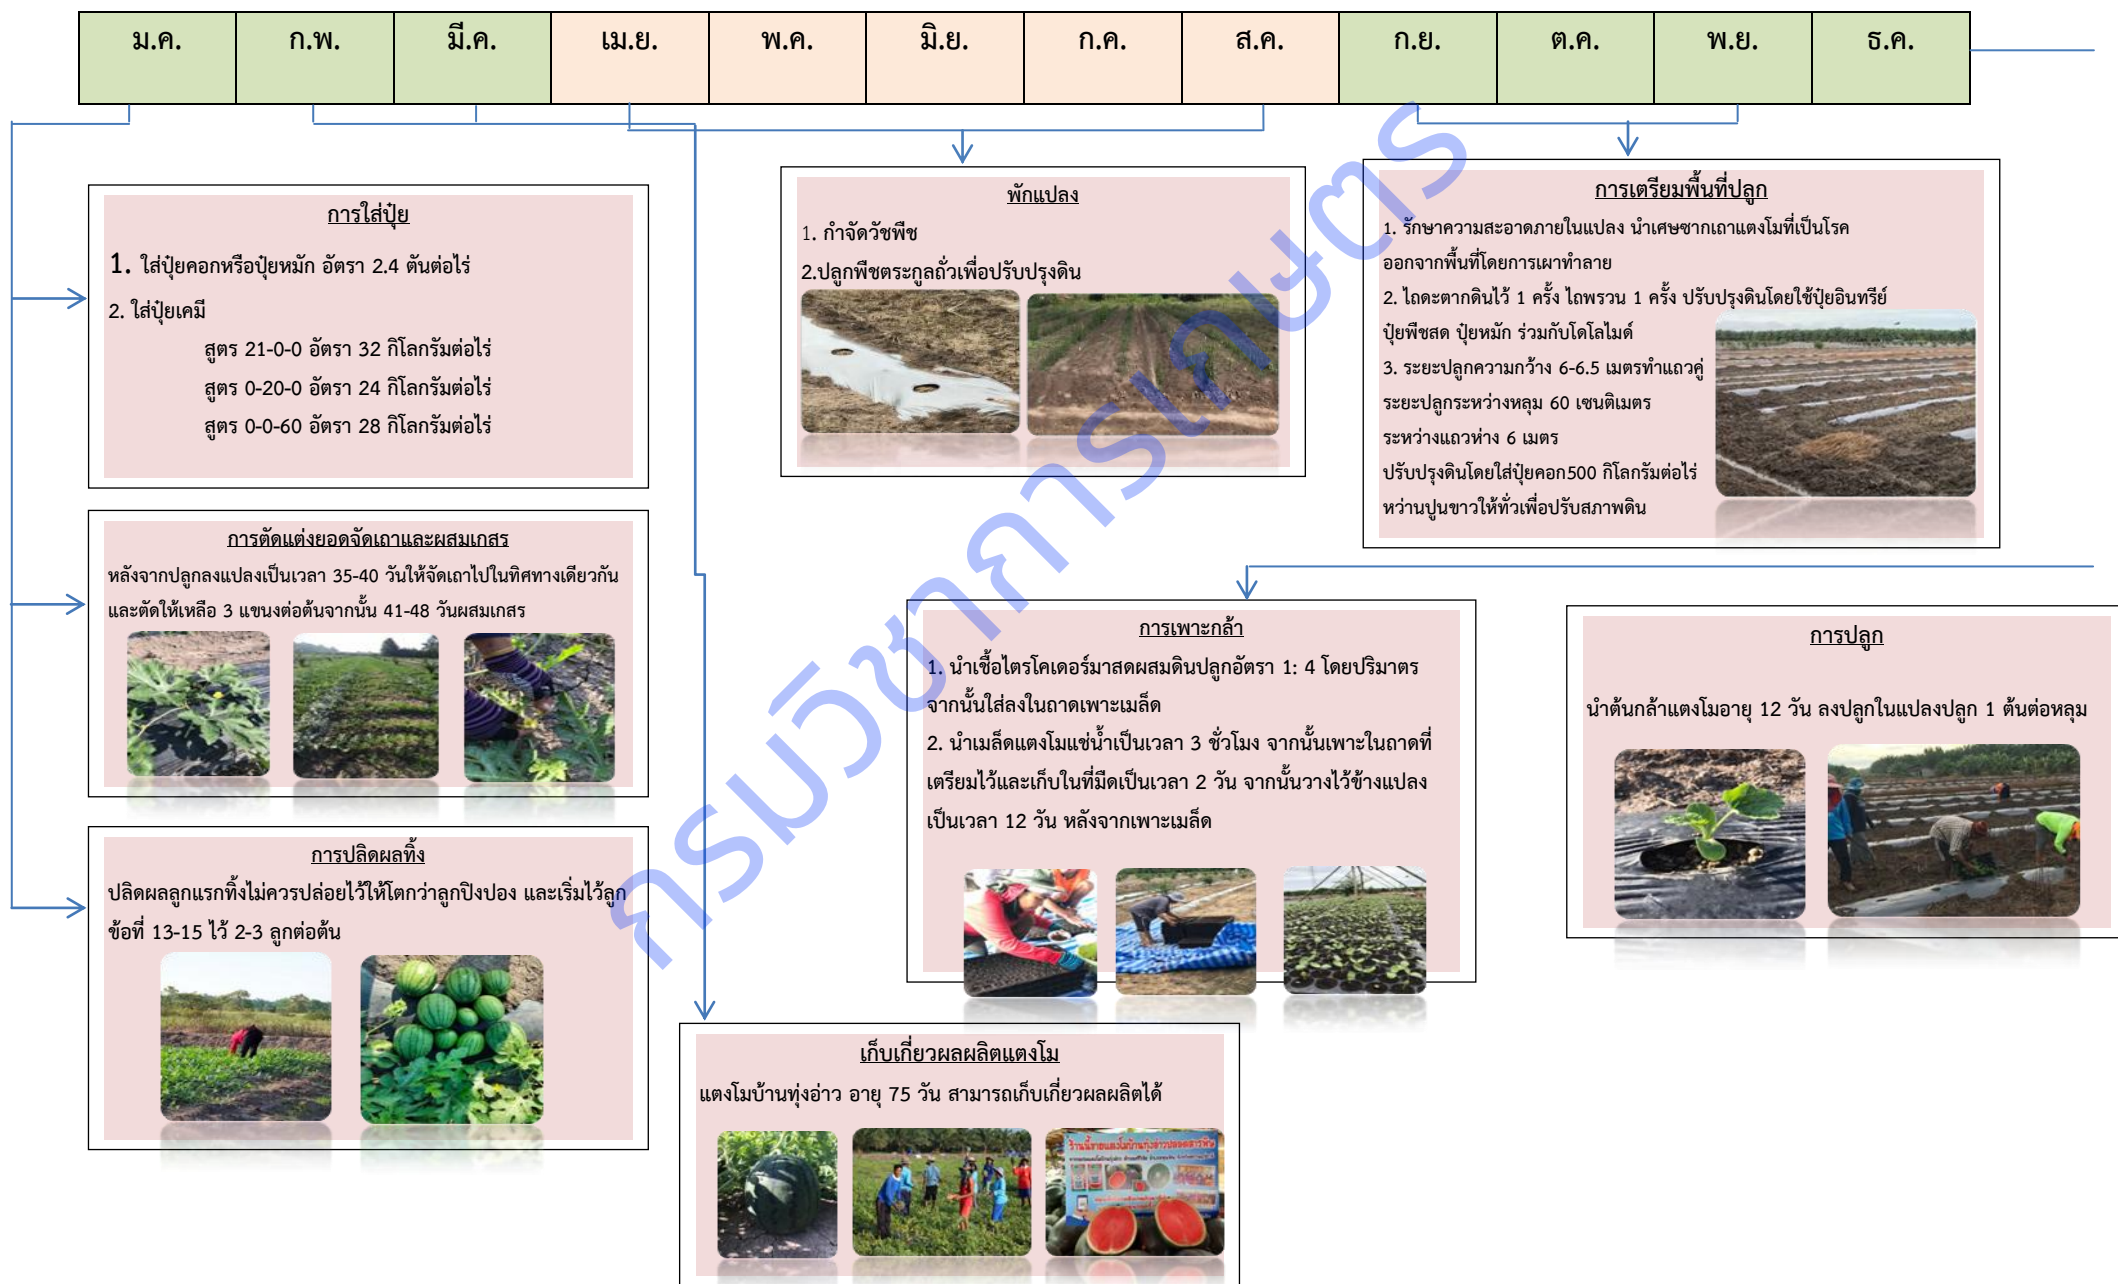 ม.ค. ก.พ. มี.ค. เม.ย. พ.ค. มิ.ย. ก.ค. ส.ค. ก.ย. ต.ค. พ.ย. ธ.ค.
การใส่ปุ๋ย
1. ใส่ปุ๋ยคอกหรือปุ๋ยหมัก อัตรา 2.4 ตันต่อไร่
2. ใส่ปุ๋ยเคมี
สูตร 21-0-0 อัตรา 32 กิโลกรัมต่อไร่
สูตร 0-20-0 อัตรา 24 กิโลกรัมต่อไร่
สูตร 0-0-60 อัตรา 28 กิโลกรัมต่อไร่
พักแปลง
1. กำจัดวัชพืช
2.ปลูกพืชตระกูลถั่วเพื่อปรับปรุงดิน
การเตรียมพื้นที่ปลูก
1. รักษาความสะอาดภายในแปลง นำเศษซากเถาแตงโมที่เป็นโรค
ออกจากพื้นที่โดยการเผาทำลาย
2. ไถดะตากดินไว้ 1 ครั้ง ไถพรวน 1 ครั้ง ปรับปรุงดินโดยใช้ปุ๋ยอินทรีย์
ปุ๋ยพืชสด ปุ๋ยหมัก ร่วมกับโดโลไมด์
3. ระยะปลูกความกว้าง 6-6.5 เมตรทำแถวคู่
ระยะปลูกระหว่างหลุม 60 เซนติเมตร
ระหว่างแถวห่าง 6 เมตร
ปรับปรุงดินโดยใส่ปุ๋ยคอก500 กิโลกรัมต่อไร่
หว่านปูนขาวให้ทั่วเพื่อปรับสภาพดิน
การตัดแต่งยอดจัดเถาและผสมเกสร
หลังจากปลูกลงแปลงเป็นเวลา 35-40 วันให้จัดเถาไปในทิศทางเดียวกัน
และตัดให้เหลือ 3 แขนงต่อต้นจากนั้น 41-48 วันผสมเกสร
การเพาะกล้า
1. นำเชื้อไตรโคเดอร์มาสดผสมดินปลูกอัตรา 1: 4 โดยปริมาตร
จากนั้นใส่ลงในถาดเพาะเมล็ด
2. นำเมล็ดแตงโมแช่น้ำเป็นเวลา 3 ชั่วโมง จากนั้นเพาะในถาดที่
เตรียมไว้และเก็บในที่มืดเป็นเวลา 2 วัน จากนั้นวางไว้ข้างแปลง
เป็นเวลา 12 วัน หลังจากเพาะเมล็ด
การปลูก
นำต้นกล้าแตงโมอายุ 12 วัน ลงปลูกในแปลงปลูก 1 ต้นต่อหลุม
การปลิดผลทิ้ง
ปลิดผลลูกแรกทิ้งไม่ควรปล่อยไว้ให้โตกว่าลูกปิงปอง และเริ่มไว้ลูก
ข้อที่ 13-15 ไว้ 2-3 ลูกต่อต้น
เก็บเกี่ยวผลผลิตแตงโม
แตงโมบ้านทุ่งอ่าว อายุ 75 วัน สามารถเก็บเกี่ยวผลผลิตได้
ร้านนี้ขายแตงโมบ้านทุ่งอ่าวปลอดสารพิษ
กรมวิชาการเกษตร